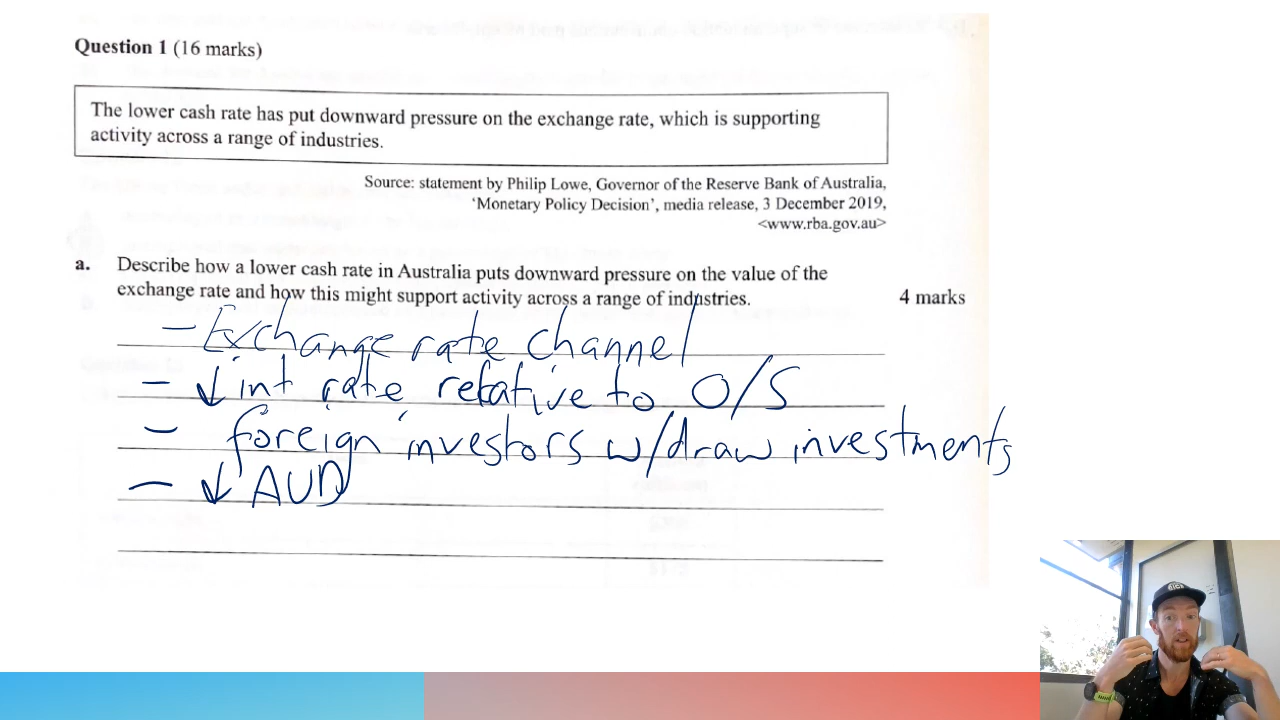 Question 1 (16 marks)
The lower cash rate has put downward pressure on the exchange rate, which is supporting
activity across a range of industries.
Source: statement by Philip Lowe, Governor of the Reserve Bank of Australia,
‘Monetary Policy Decision’, media release, 3 December 2019,
<www.rba.gov.au>
a. Describe how a lower cash rate in Australia puts downward pressure on the value of the
exchange rate and how this might support activity across a range of industries. 4 marks
– Exchange rate channel
– ↓ int rate relative to O/S
– foreign investors w/draw investments
– ↓ AUD